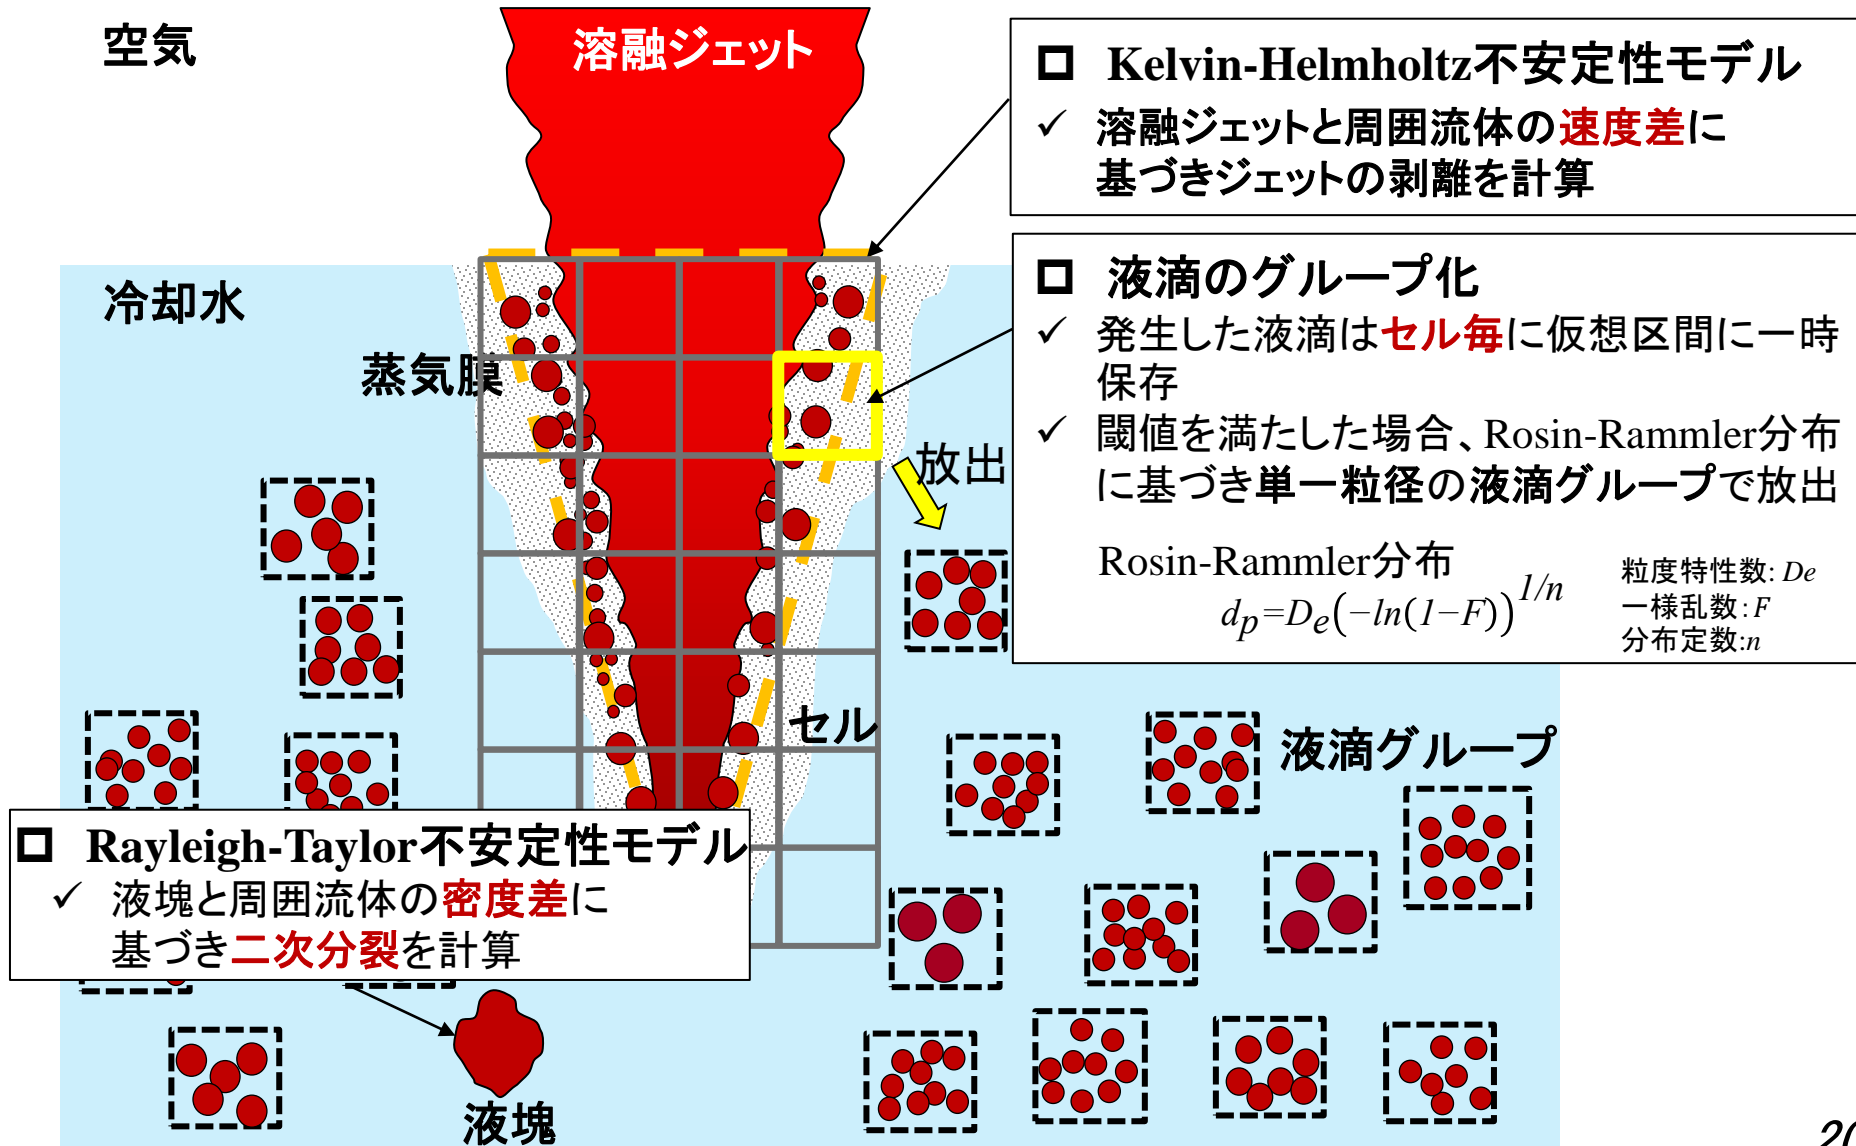 空気
溶融ジェット
Kelvin-Helmholtz不安定性モデル
✓ 溶融ジェットと周囲流体の速度差に
基づきジェットの剥離を計算
冷却水
蒸気膜
液滴のグループ化
✓ 発生した液滴はセル毎に仮想区間に一時
保存
✓ 閾値を満たした場合、Rosin-Rammler分布
に基づき単一粒径の液滴グループで放出
放出
Rosin-Rammler分布
d_p=D_e(−ln(1−F))^{1/n}
粒度特性数: De
一様乱数: F
分布定数:n
セル
液滴グループ
Rayleigh-Taylor不安定性モデル
✓ 液塊と周囲流体の密度差に
基づき二次分裂を計算
液塊